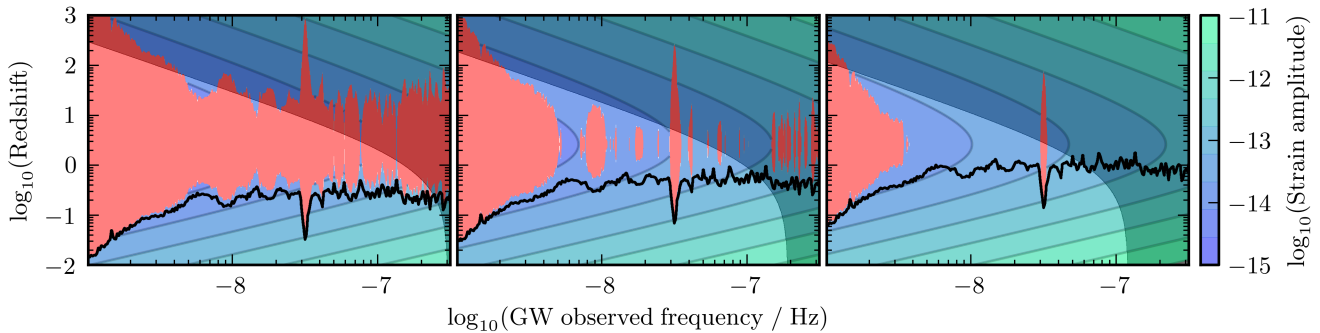 log₁₀(Redshift)
3
2
1
0
−1
−2
−8 −7 −8 −7 −8 −7
log₁₀(GW observed frequency / Hz)
−11
−12
−13
−14
−15
log₁₀(Strain amplitude)